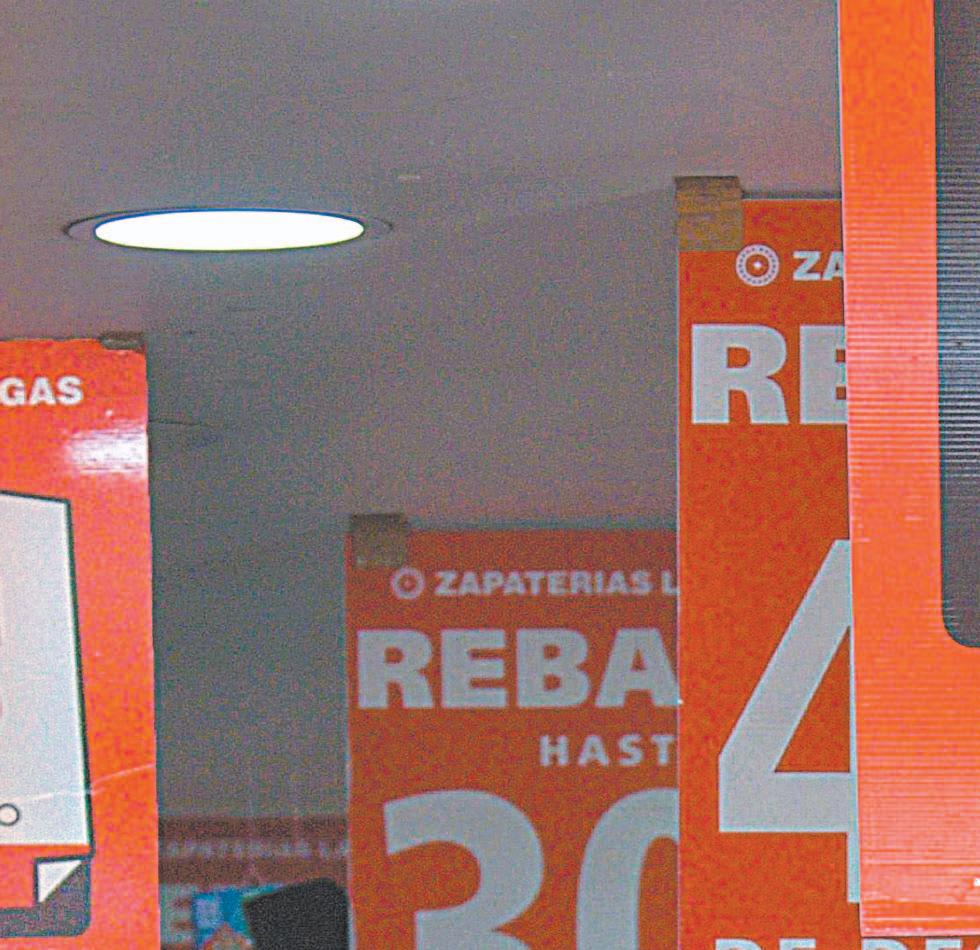 GAS
ZAPATERIAS L
REBA
HAST
30
ZA
RE
4